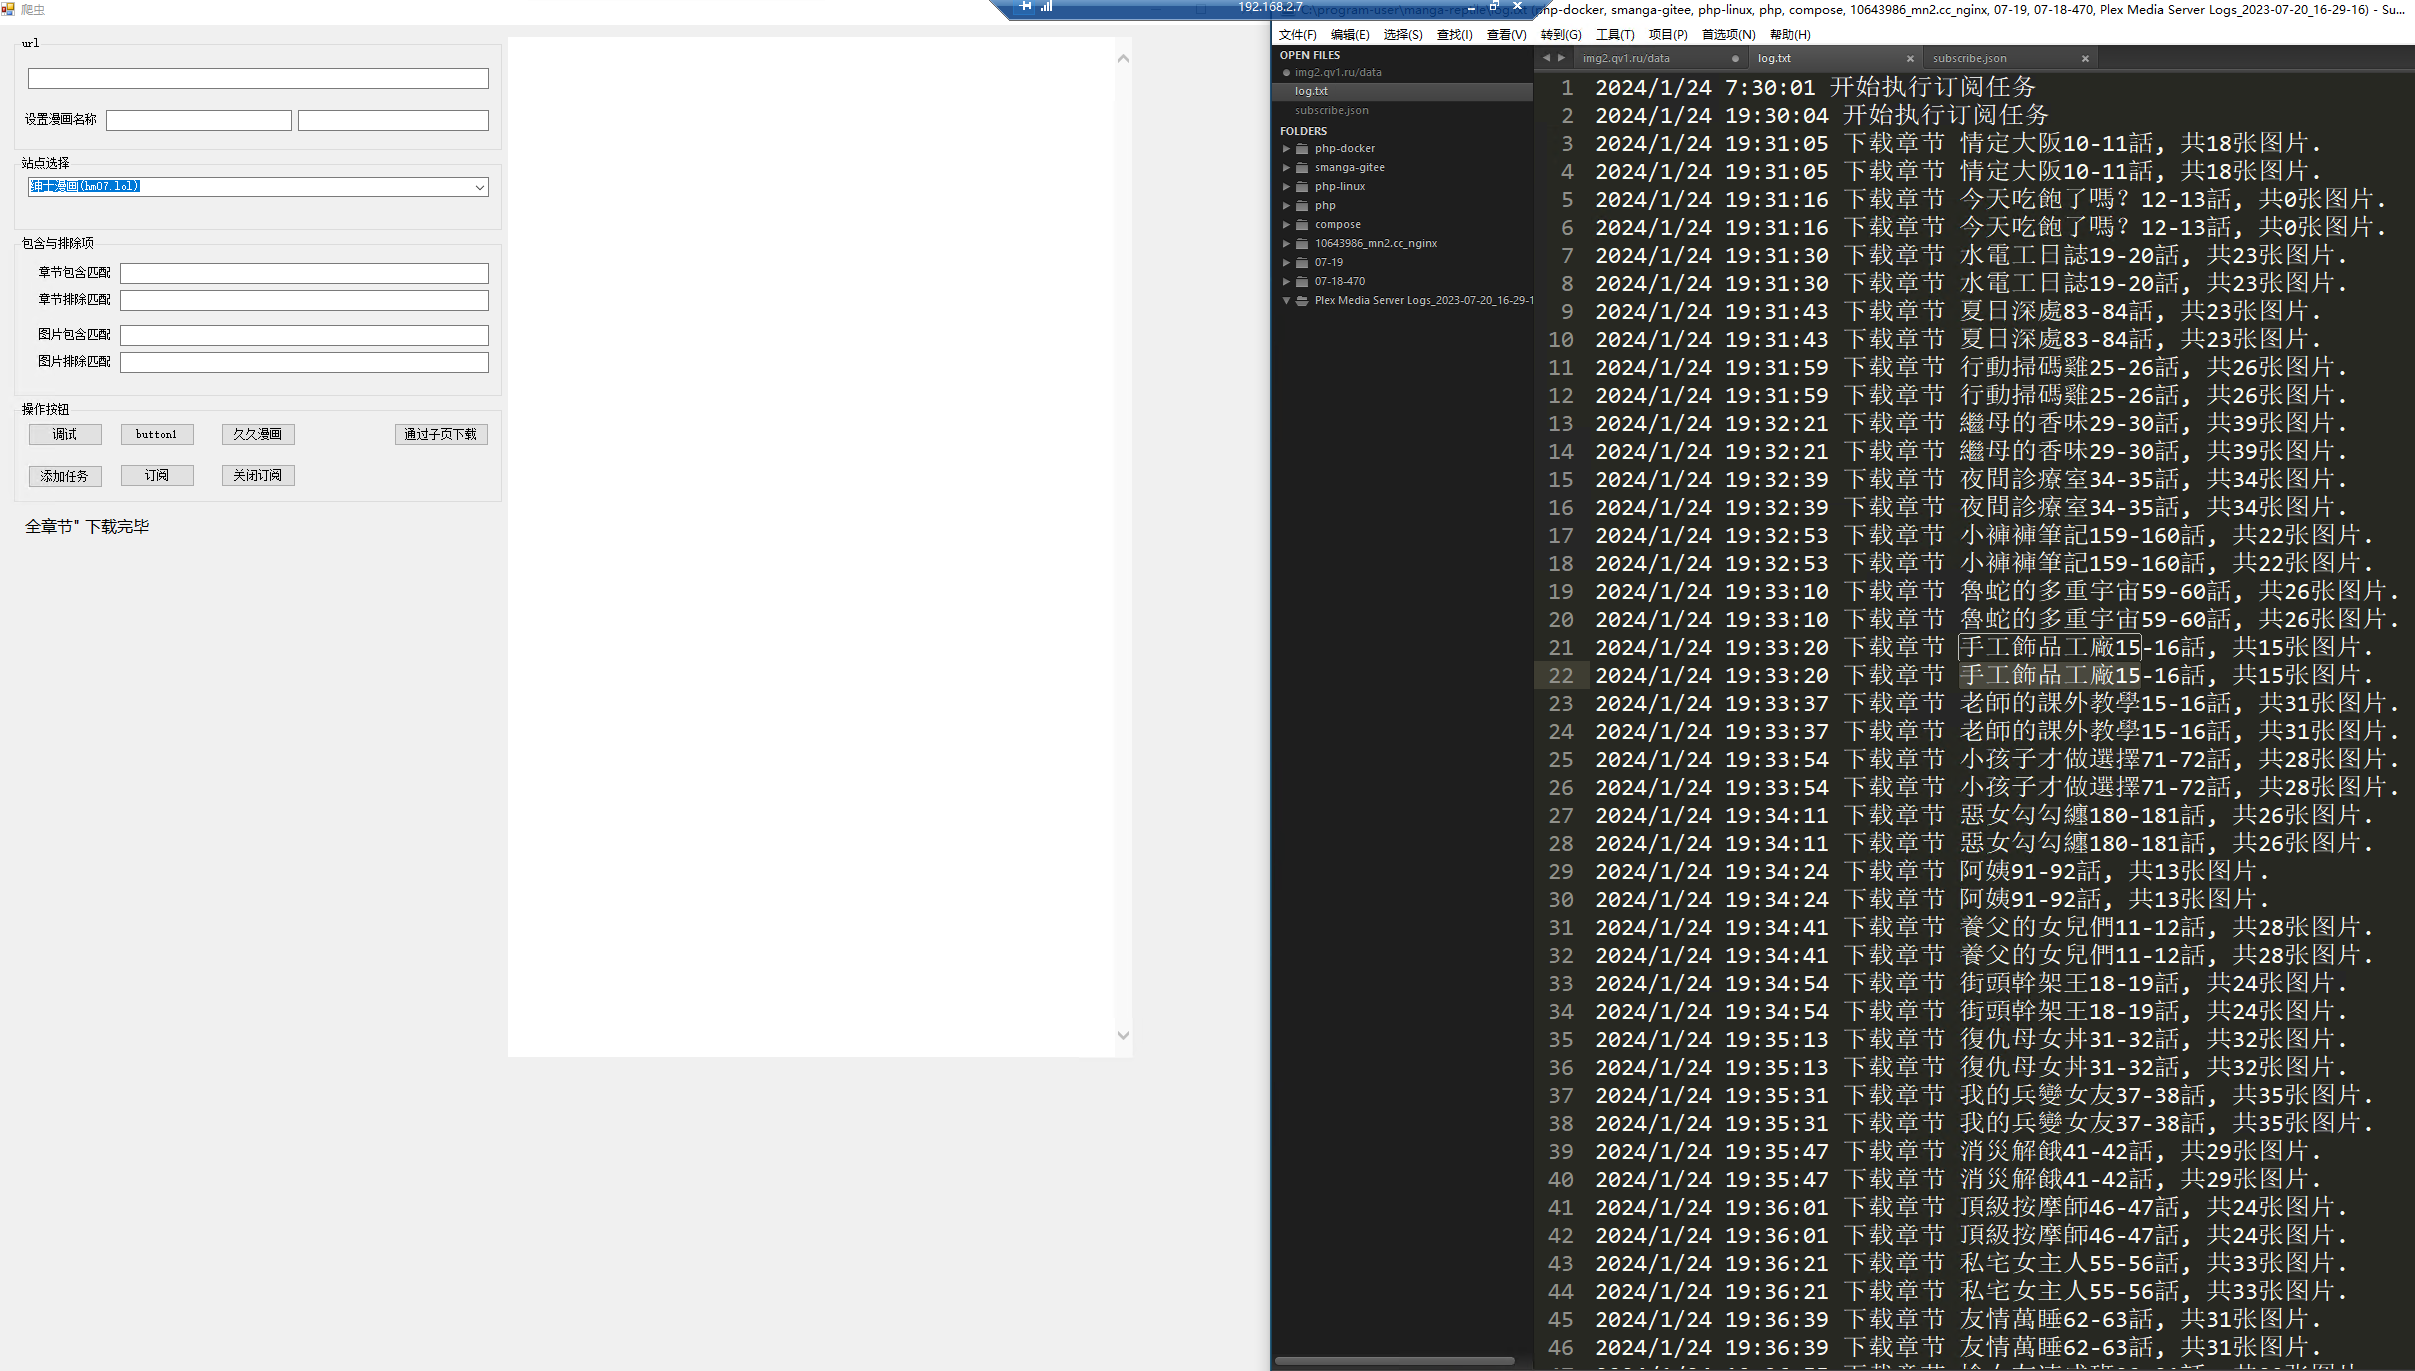 爬虫
url
设置漫画名称
站点选择
绅士漫画(hm07.lol)
包含与排除项
章节包含匹配
章节排除匹配
图片包含匹配
图片排除匹配
操作按钮
调试 button1 久久漫画 通过子页下载
添加任务 订阅 关闭订阅
全章节" 下载完毕
192.168.2.7
php-docker, smanga-gitee, php-linux, php, compose, 10643986_mn2.cc_nginx, 07-19, 07-18-470, Plex Media Server Logs_2023-07-20_16-29-16) - Su...
文件(F) 编辑(E) 选择(S) 查找(I) 查看(V) 转到(G) 工具(T) 项目(P) 首选项(N) 帮助(H)
OPEN FILES
img2.qv1.ru/data
log.txt
subscribe.json
FOLDERS
php-docker
smanga-gitee
php-linux
php
compose
10643986_mn2.cc_nginx
07-19
07-18-470
Plex Media Server Logs_2023-07-20_16-29-1
img2.qv1.ru/data log.txt subscribe.json
1 2024/1/24 7:30:01 开始执行订阅任务
2 2024/1/24 19:30:04 开始执行订阅任务
3 2024/1/24 19:31:05 下载章节 情定大阪10-11話, 共18张图片.
4 2024/1/24 19:31:05 下载章节 情定大阪10-11話, 共18张图片.
5 2024/1/24 19:31:16 下载章节 今天吃飽了嗎? 12-13話, 共0张图片.
6 2024/1/24 19:31:16 下载章节 今天吃飽了嗎? 12-13話, 共0张图片.
7 2024/1/24 19:31:30 下载章节 水電工日誌19-20話, 共23张图片.
8 2024/1/24 19:31:30 下载章节 水電工日誌19-20話, 共23张图片.
9 2024/1/24 19:31:43 下载章节 夏日深處83-84話, 共23张图片.
10 2024/1/24 19:31:43 下载章节 夏日深處83-84話, 共23张图片.
11 2024/1/24 19:31:59 下载章节 行動掃碼雞25-26話, 共26张图片.
12 2024/1/24 19:31:59 下载章节 行動掃碼雞25-26話, 共26张图片.
13 2024/1/24 19:32:21 下载章节 繼母的香味29-30話, 共39张图片.
14 2024/1/24 19:32:21 下载章节 繼母的香味29-30話, 共39张图片.
15 2024/1/24 19:32:39 下载章节 夜間診療室34-35話, 共34张图片.
16 2024/1/24 19:32:39 下载章节 夜間診療室34-35話, 共34张图片.
17 2024/1/24 19:32:53 下载章节 小褲褲筆記159-160話, 共22张图片.
18 2024/1/24 19:32:53 下载章节 小褲褲筆記159-160話, 共22张图片.
19 2024/1/24 19:33:10 下载章节 魯蛇的多重宇宙59-60話, 共26张图片.
20 2024/1/24 19:33:10 下载章节 魯蛇的多重宇宙59-60話, 共26张图片.
21 2024/1/24 19:33:20 下载章节 手工飾品工廠15-16話, 共15张图片.
22 2024/1/24 19:33:20 下载章节 手工飾品工廠15-16話, 共15张图片.
23 2024/1/24 19:33:37 下载章节 老師的課外教學15-16話, 共31张图片.
24 2024/1/24 19:33:37 下载章节 老師的課外教學15-16話, 共31张图片.
25 2024/1/24 19:33:54 下载章节 小孩子才做選擇71-72話, 共28张图片.
26 2024/1/24 19:33:54 下载章节 小孩子才做選擇71-72話, 共28张图片.
27 2024/1/24 19:34:11 下载章节 惡女勾勾纏180-181話, 共26张图片.
28 2024/1/24 19:34:11 下载章节 惡女勾勾纏180-181話, 共26张图片.
29 2024/1/24 19:34:24 下载章节 阿姨91-92話, 共13张图片.
30 2024/1/24 19:34:24 下载章节 阿姨91-92話, 共13张图片.
31 2024/1/24 19:34:41 下载章节 養父的女兒們11-12話, 共28张图片.
32 2024/1/24 19:34:41 下载章节 養父的女兒們11-12話, 共28张图片.
33 2024/1/24 19:34:54 下载章节 街頭幹架王18-19話, 共24张图片.
34 2024/1/24 19:34:54 下载章节 街頭幹架王18-19話, 共24张图片.
35 2024/1/24 19:35:13 下载章节 復仇母女丼31-32話, 共32张图片.
36 2024/1/24 19:35:13 下载章节 復仇母女丼31-32話, 共32张图片.
37 2024/1/24 19:35:31 下载章节 我的兵變女友37-38話, 共35张图片.
38 2024/1/24 19:35:31 下载章节 我的兵變女友37-38話, 共35张图片.
39 2024/1/24 19:35:47 下载章节 消災解餓41-42話, 共29张图片.
40 2024/1/24 19:35:47 下载章节 消災解餓41-42話, 共29张图片.
41 2024/1/24 19:36:01 下载章节 頂級按摩師46-47話, 共24张图片.
42 2024/1/24 19:36:01 下载章节 頂級按摩師46-47話, 共24张图片.
43 2024/1/24 19:36:21 下载章节 私宅女主人55-56話, 共33张图片.
44 2024/1/24 19:36:21 下载章节 私宅女主人55-56話, 共33张图片.
45 2024/1/24 19:36:39 下载章节 友情萬睡62-63話, 共31张图片.
46 2024/1/24 19:36:39 下载章节 友情萬睡62-63話, 共31张图片.